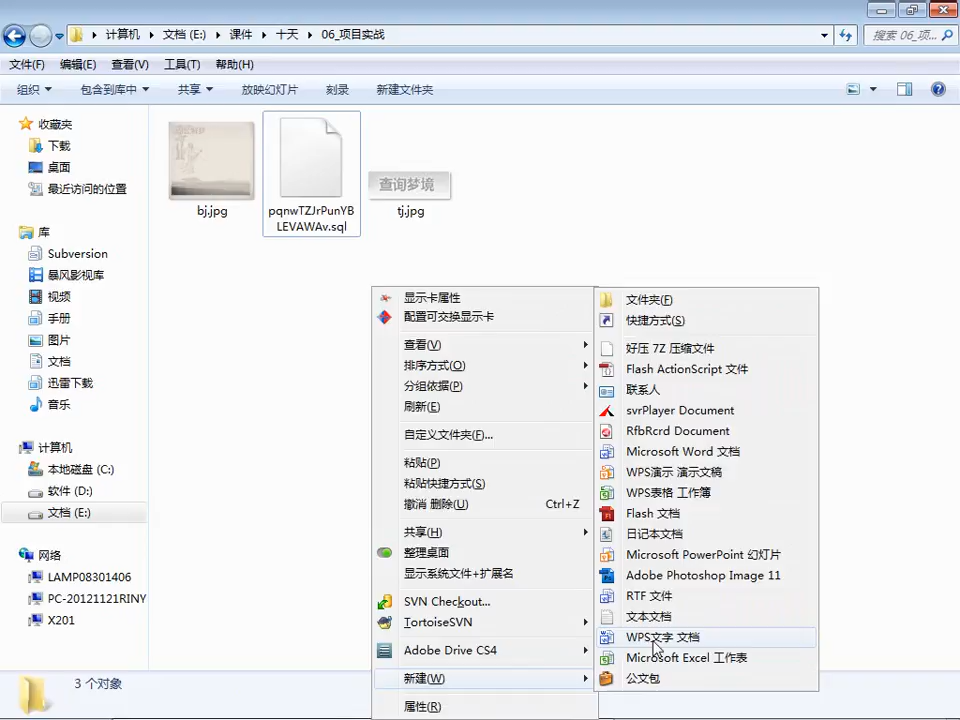 计算机 文档 (E:) 课件 十天 06_项目实战
搜索 06_项...
文件(F) 编辑(E) 查看(V) 工具(T) 帮助(H)
组织 包含到库中 共享 放映幻灯片 刻录 新建文件夹
收藏夹
下载
桌面
最近访问的位置
库
Subversion
暴风影视库
视频
手册
图片
文档
迅雷下载
音乐
计算机
本地磁盘 (C:)
软件 (D:)
文档 (E:)
网络
LAMP08301406
PC-20121121RINY
X201
bj.jpg
pqnwTZJrPunYB
LEVAWAv.sql
查询梦境
tj.jpg
显示卡属性
配置可交换显示卡
查看(V)
排序方式(O)
分组依据(P)
刷新(E)
自定义文件夹(F)...
粘贴(P)
粘贴快捷方式(S)
撤消 删除(U) Ctrl+Z
共享(H)
整理桌面
显示系统文件+扩展名
SVN Checkout...
TortoiseSVN
Adobe Drive CS4
新建(W)
属性(R)
文件夹(F)
快捷方式(S)
好压 7Z 压缩文件
Flash ActionScript 文件
联系人
svrPlayer Document
RfbRcrd Document
Microsoft Word 文档
WPS演示 演示文稿
WPS表格 工作簿
Flash 文档
日记本文档
Microsoft PowerPoint 幻灯片
Adobe Photoshop Image 11
RTF 文件
文本文档
WPS文字 文档
Microsoft Excel 工作表
公文包
3 个对象